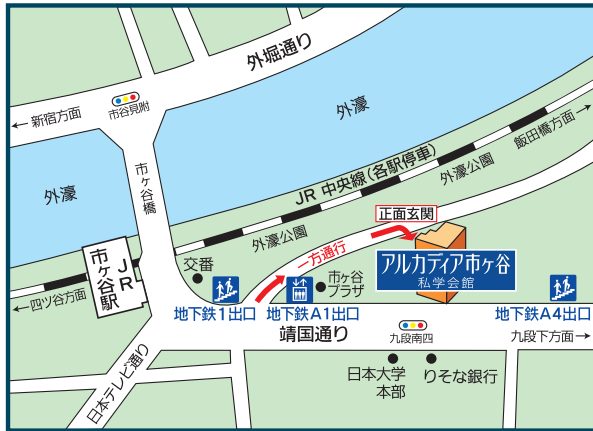 外堀通り
←新宿方面
市谷見附
外濠
飯田橋方面→
市ヶ谷橋
JR 中央線(各駅停車)
外濠公園
外濠
正面玄関
外濠公園
一方通行
JR
市ヶ谷駅
交番
アルカディア市ヶ谷
私学会館
市ヶ谷
プラザ
←四ツ谷方面
地下鉄1出口
地下鉄A1出口
地下鉄A4出口
靖国通り
九段南四
九段下方面→
日本テレビ通り
日本大学
本部
りそな銀行